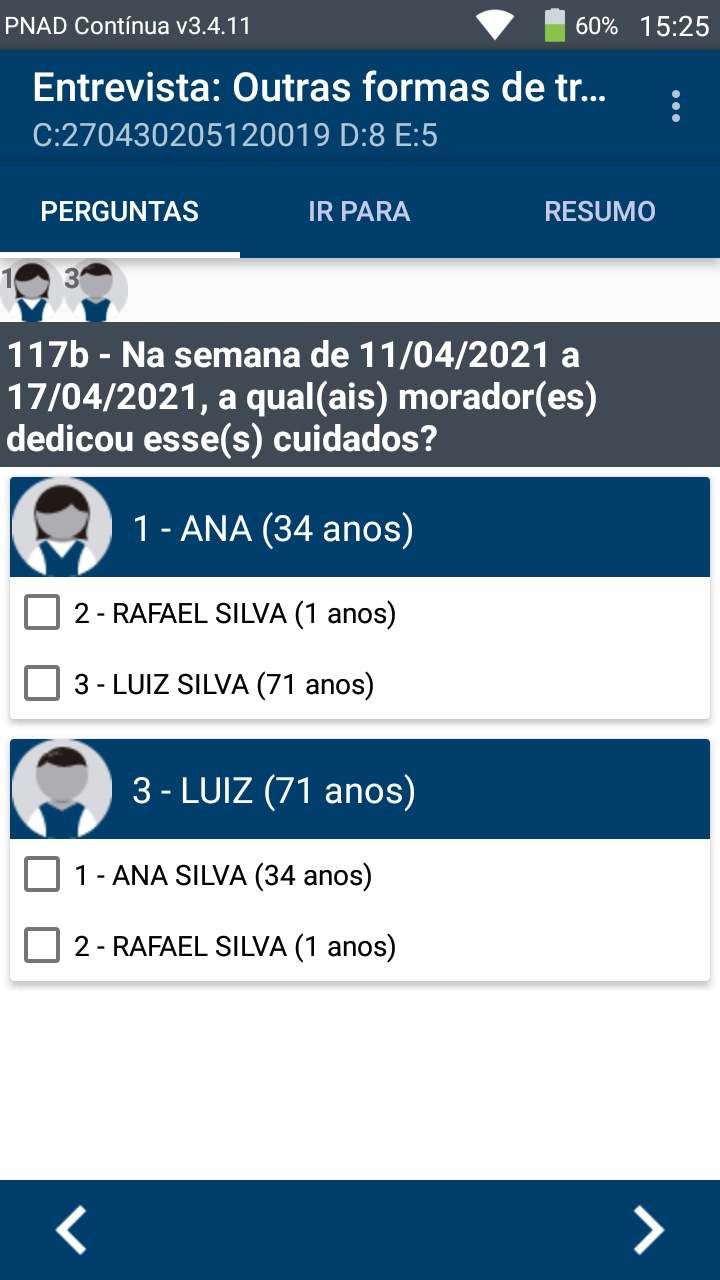 PNAD Contínua v3.4.11 60% 15:25
Entrevista: Outras formas de tr...
C:270430205120019 D:8 E:5
PERGUNTAS IR PARA RESUMO
1 3
117b - Na semana de 11/04/2021 a
17/04/2021, a qual(ais) morador(es)
dedicou esse(s) cuidados?
1 - ANA (34 anos)
2 - RAFAEL SILVA (1 anos)
3 - LUIZ SILVA (71 anos)
3 - LUIZ (71 anos)
1 - ANA SILVA (34 anos)
2 - RAFAEL SILVA (1 anos)